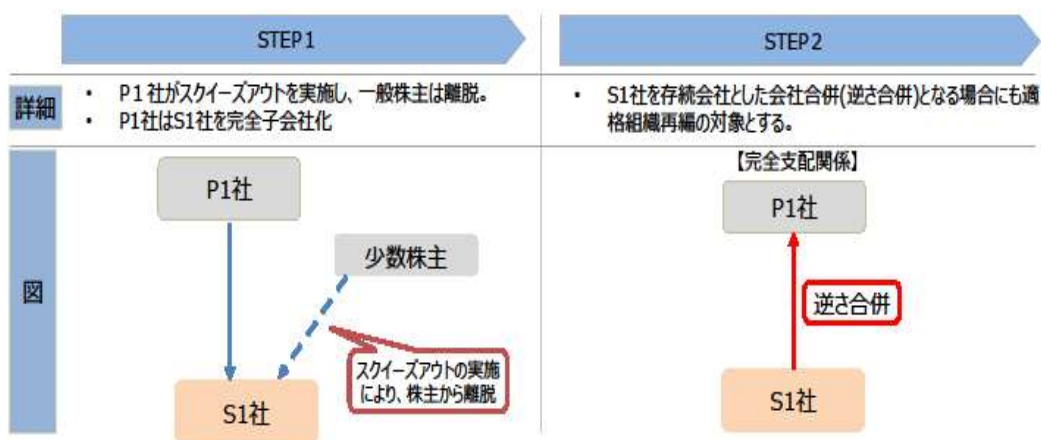 STEP1
STEP2
詳細
・ P１社がスクイーズアウトを実施し、一般株主は離脱。
・ P1社はS1社を完全子会社化
・ S1社を存続会社とした会社合併(逆さ合併)となる場合にも適
格組織再編の対象とする。
図
P1社
少数株主
スクイーズアウトの実施
により、株主から離脱
S1社
【完全支配関係】
P1社
逆さ合併
S1社